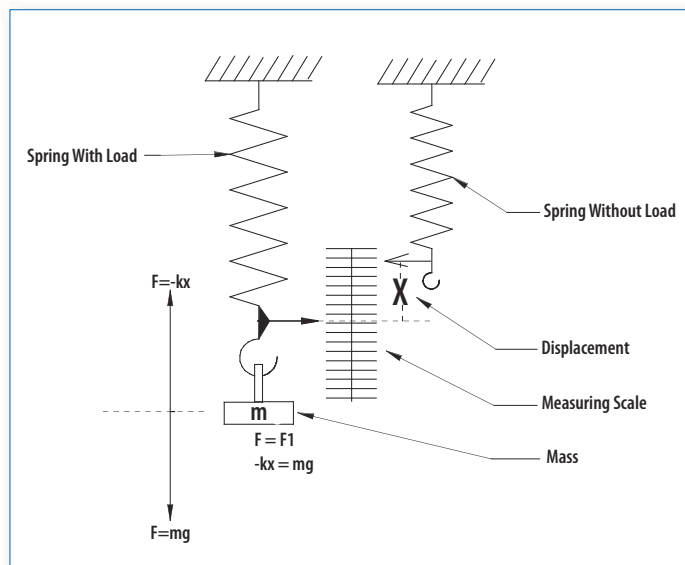 Spring With Load
Spring Without Load
F=-kx
X
Displacement
Measuring Scale
m
F = F1
-kx = mg
Mass
F=mg